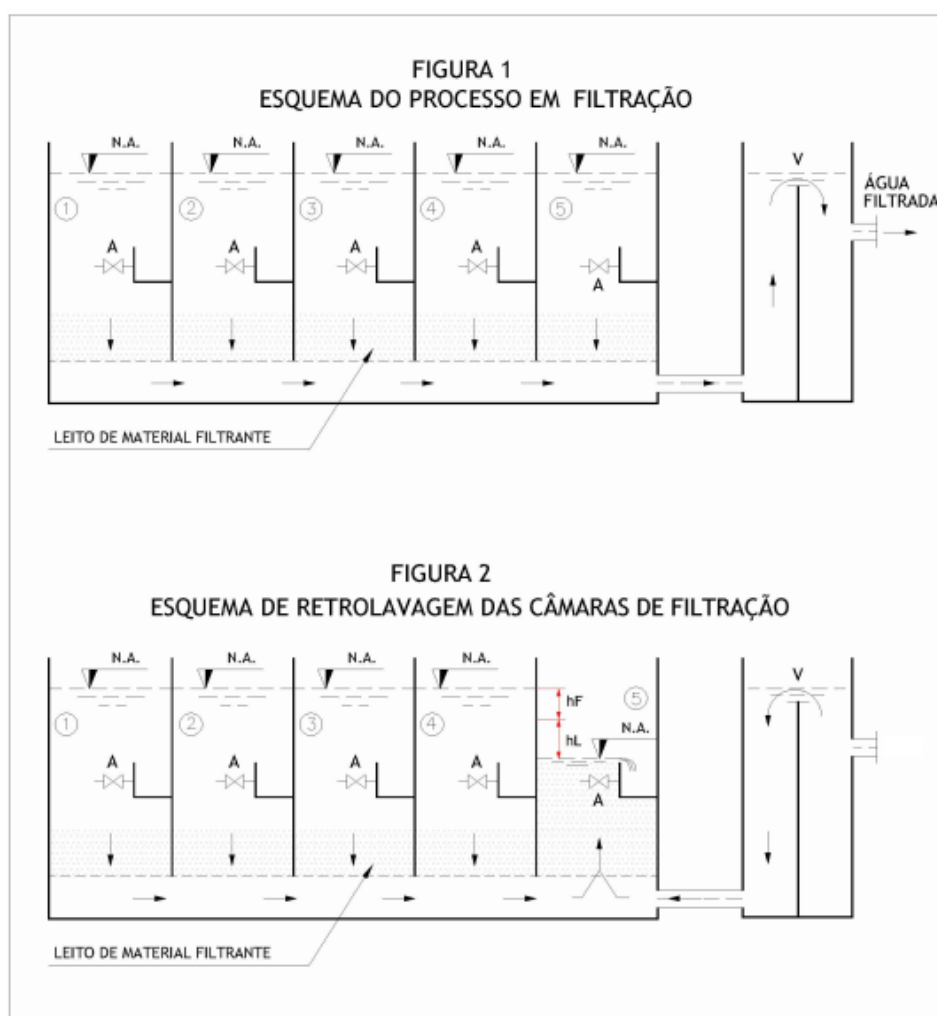 FIGURA 1
ESQUEMA DO PROCESSO EM FILTRAÇÃO
N.A. N.A. N.A. N.A. N.A. V
1 2 3 4 5 ÁGUA
FILTRADA
A A A A
A
LEITO DE MATERIAL FILTRANTE
FIGURA 2
ESQUEMA DE RETROLAVAGEM DAS CÂMARAS DE FILTRAÇÃO
N.A. N.A. N.A. N.A. V
hF 5
1 2 3 4 N.A.
hL
A A A A
A
LEITO DE MATERIAL FILTRANTE